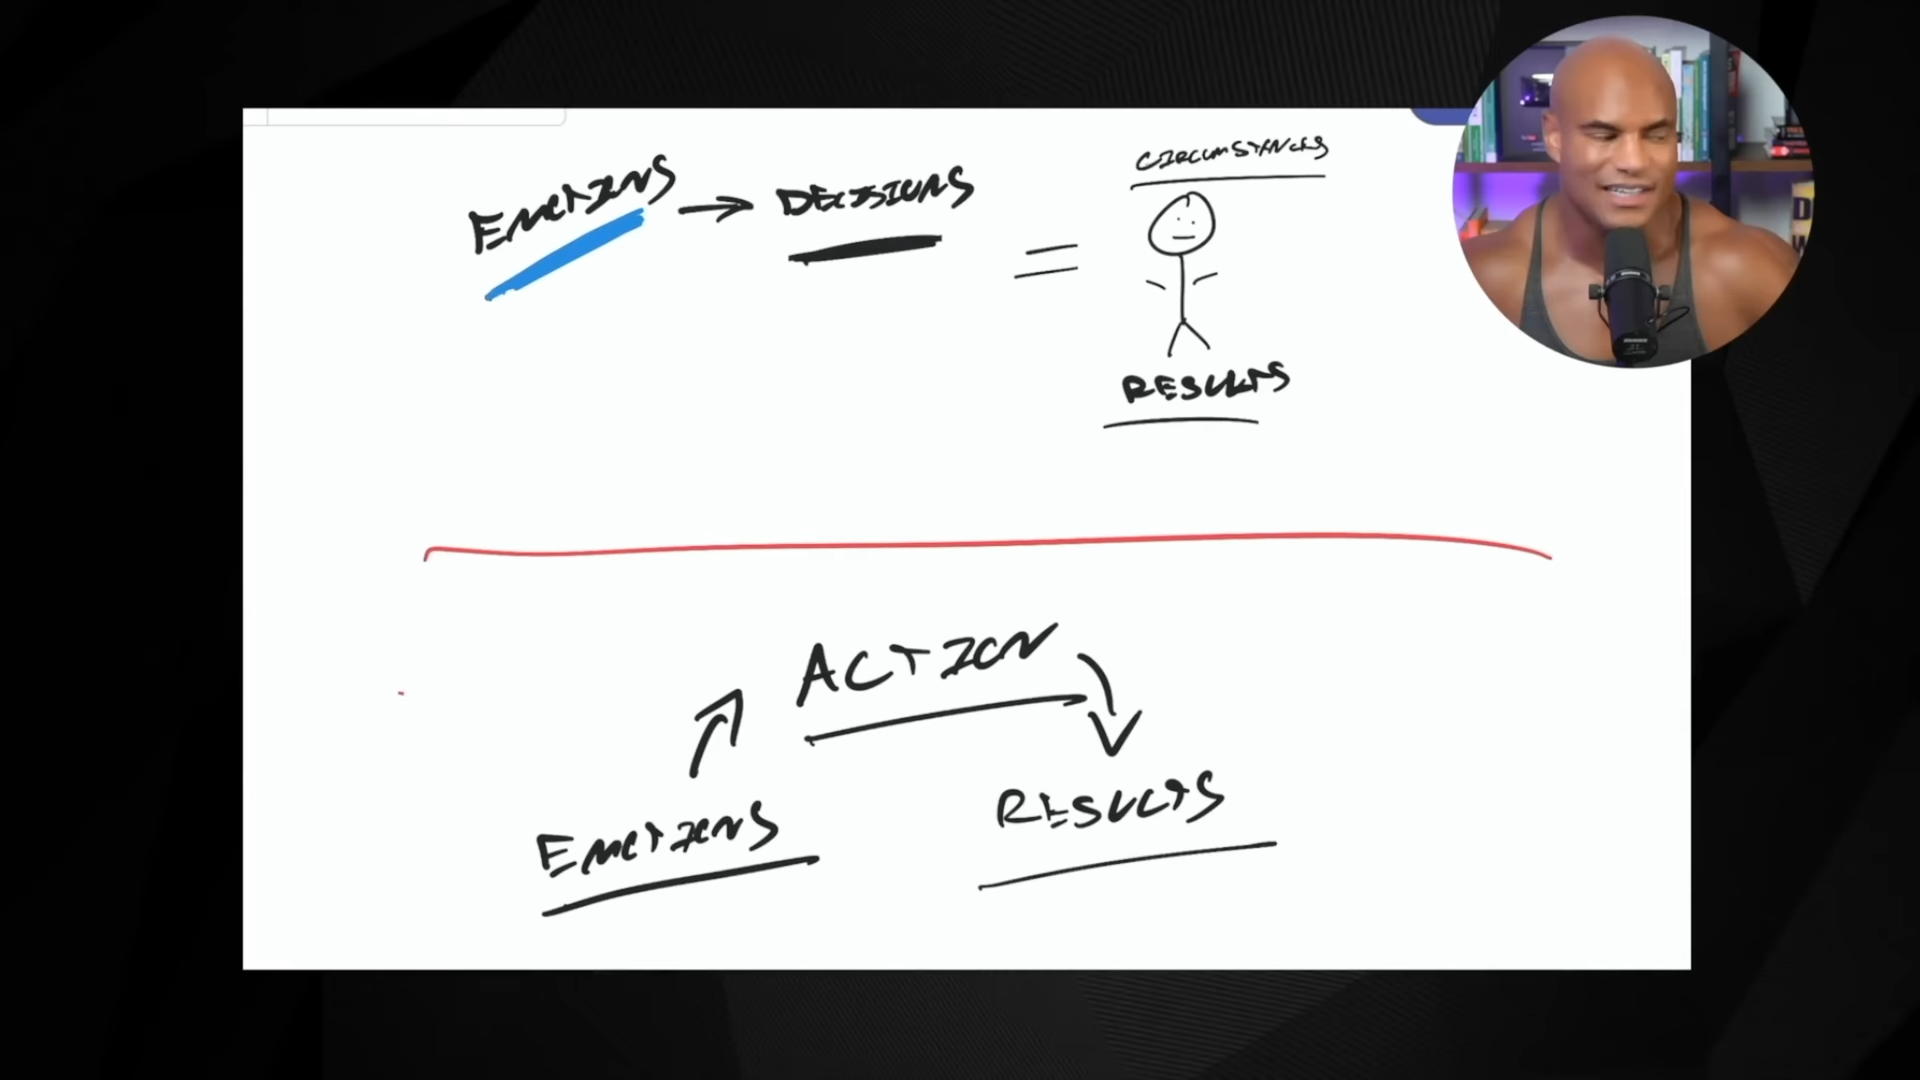 CIRCUMSTANCES
EMOTIONS → DECISIONS
=
RESULTS
ACTION
EMOTIONS
RESULTS